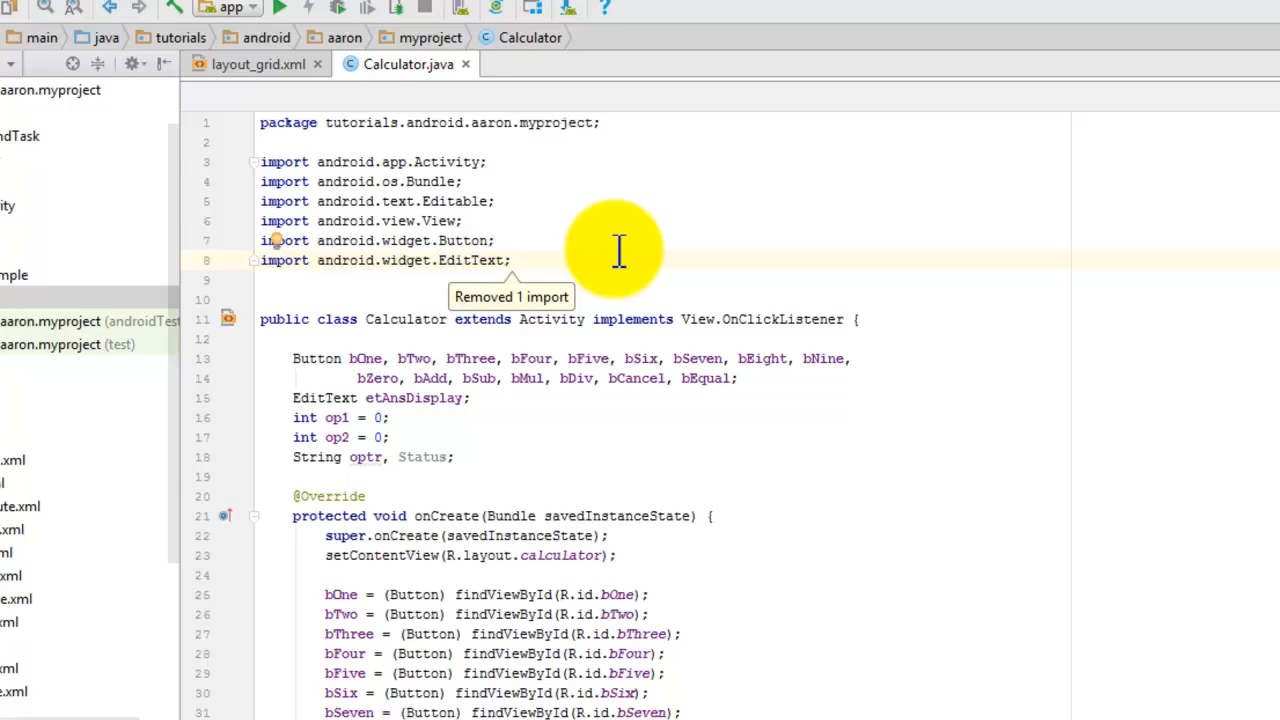 app
main java tutorials android aaron myproject Calculator
layout_grid.xml Calculator.java
aaron.myproject
ndTask
ity
mple
aaron.myproject (androidTest
aaron.myproject (test)
.xml
l
ute.xml
.xml
ml
xml
e.xml
ml
xml
e.xml
1 package tutorials.android.aaron.myproject;
2
3 import android.app.Activity;
4 import android.os.Bundle;
5 import android.text.Editable;
6 import android.view.View;
7 import android.widget.Button;
8 import android.widget.EditText;
9
Removed 1 import
10
11 public class Calculator extends Activity implements View.OnClickListener {
12
13 Button bOne, bTwo, bThree, bFour, bFive, bSix, bSeven, bEight, bNine,
14 bZero, bAdd, bSub, bMul, bDiv, bCancel, bEqual;
15 EditText etAnsDisplay;
16 int op1 = 0;
17 int op2 = 0;
18 String optr, Status;
19
20 @Override
21 protected void onCreate(Bundle savedInstanceState) {
22 super.onCreate(savedInstanceState);
23 setContentView(R.layout.calculator);
24
25 bOne = (Button) findViewById(R.id.bOne);
26 bTwo = (Button) findViewById(R.id.bTwo);
27 bThree = (Button) findViewById(R.id.bThree);
28 bFour = (Button) findViewById(R.id.bFour);
29 bFive = (Button) findViewById(R.id.bFive);
30 bSix = (Button) findViewById(R.id.bSix);
31 bSeven = (Button) findViewById(R.id.bSeven);